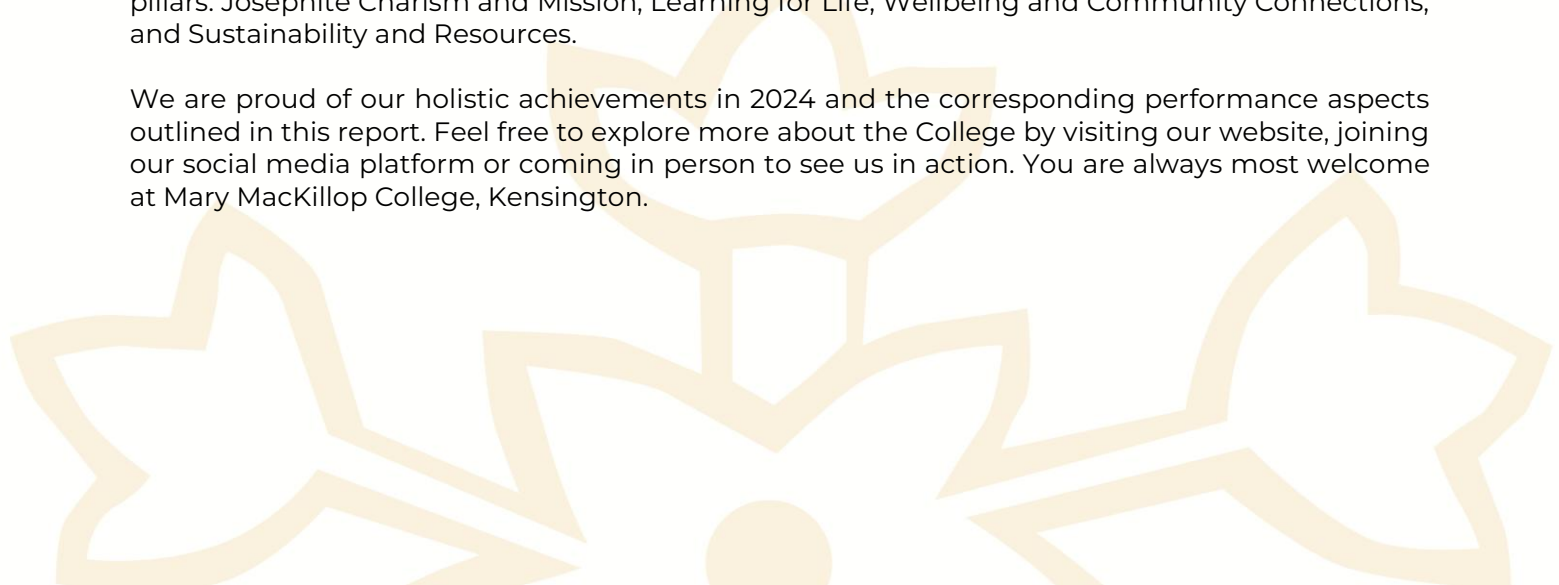 pillars: Josephite Charism and Mission, Learning for Life, Wellbeing and Community Connections,
and Sustainability and Resources.
We are proud of our holistic achievements in 2024 and the corresponding performance aspects
outlined in this report. Feel free to explore more about the College by visiting our website, joining
our social media platform or coming in person to see us in action. You are always most welcome
at Mary MacKillop College, Kensington.